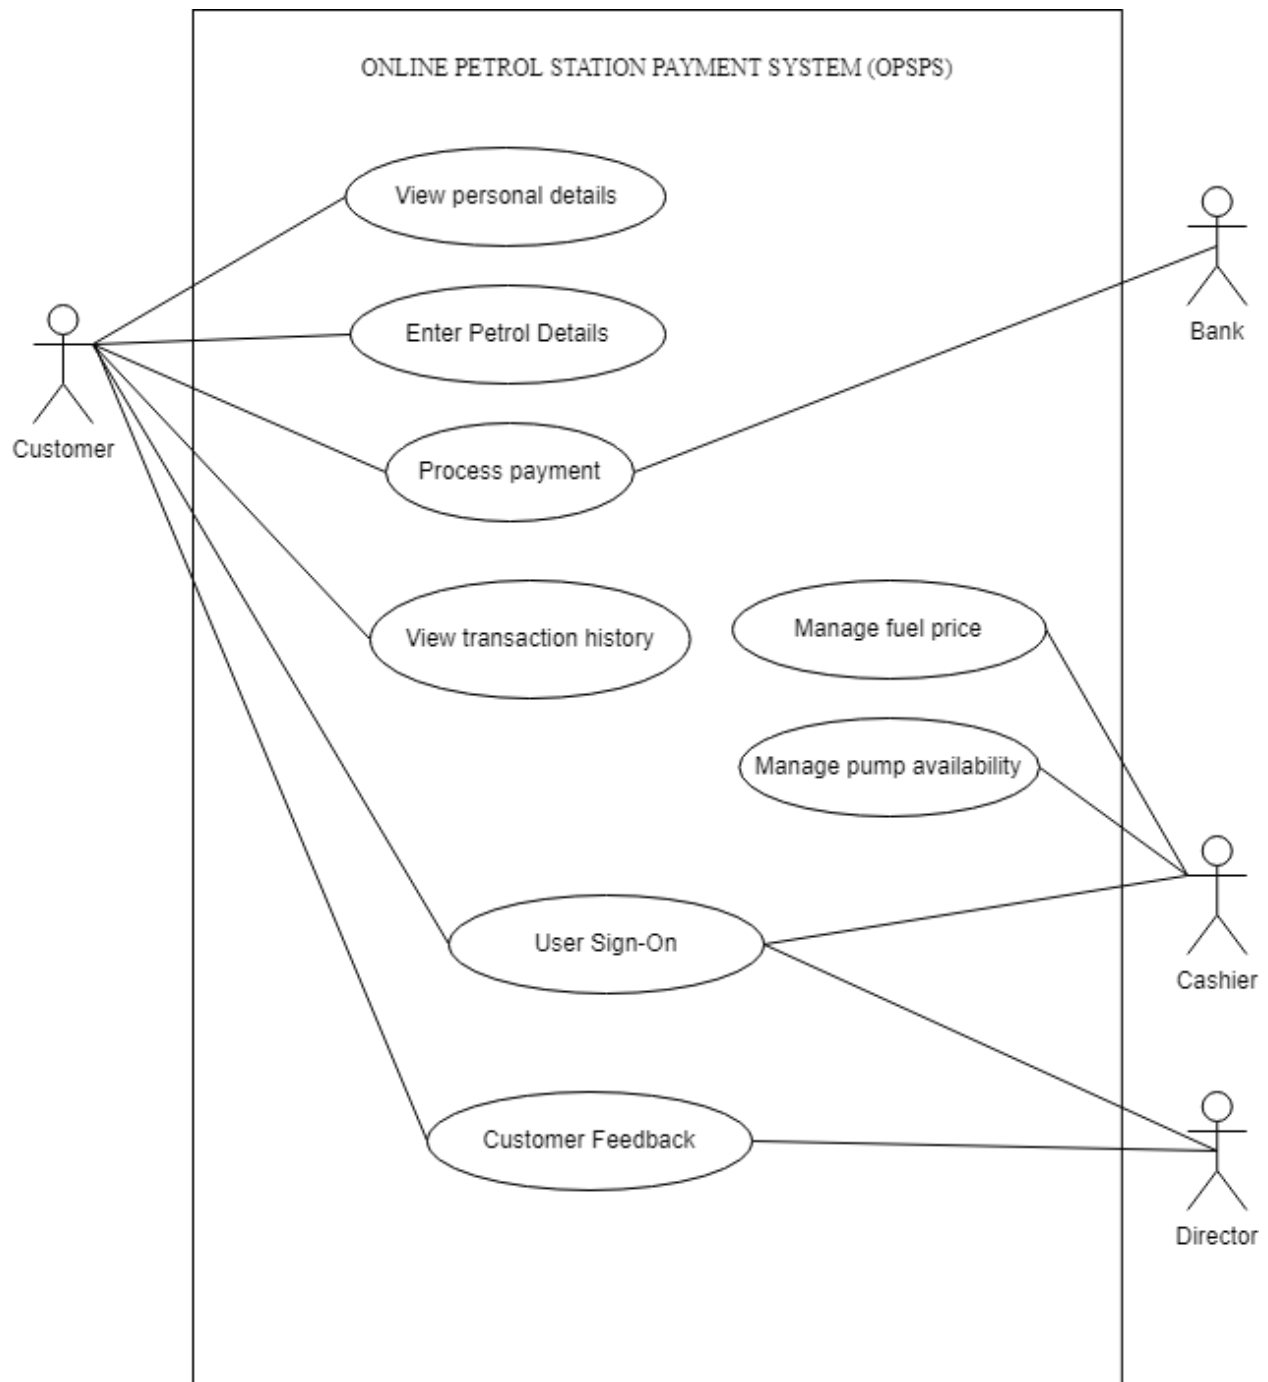 ONLINE PETROL STATION PAYMENT SYSTEM (OPSPS)
View personal details
Bank
Enter Petrol Details
Customer
Process payment
View transaction history
Manage fuel price
Manage pump availability
User Sign-On
Cashier
Customer Feedback
Director